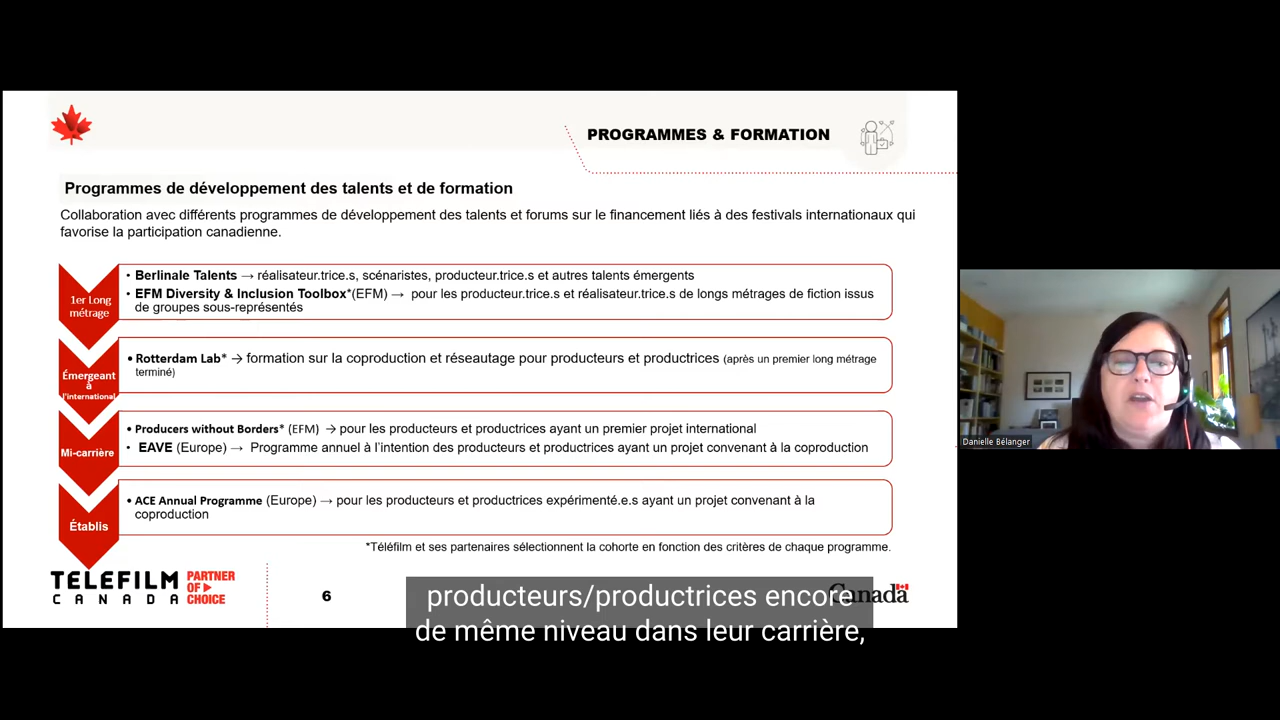 PROGRAMMES & FORMATION
Programmes de développement des talents et de formation
Collaboration avec différents programmes de développement des talents et forums sur le financement liés à des festivals internationaux qui
favorise la participation canadienne.
1er Long
métrage
• Berlinale Talents → réalisateur.trice.s, scénaristes, producteur.trice.s et autres talents émergents
• EFM Diversity & Inclusion Toolbox*(EFM) → pour les producteur.trice.s et réalisateur.trice.s de longs métrages de fiction issus
de groupes sous-représentés
Émergeant
à
l'international
• Rotterdam Lab* → formation sur la coproduction et réseautage pour producteurs et productrices (après un premier long métrage
terminé)
Mi-carrière
• Producers without Borders* (EFM) → pour les producteurs et productrices ayant un premier projet international
• EAVE (Europe) → Programme annuel à l'intention des producteurs et productrices ayant un projet convenant à la coproduction
Établis
• ACE Annual Programme (Europe) → pour les producteurs et productrices expérimenté.e.s ayant un projet convenant à la
coproduction
*Téléfilm et ses partenaires sélectionnent la cohorte en fonction des critères de chaque programme.
TELEFILM
CANADA
PARTNER
OF
CHOICE
6
Canada
Danielle Bélanger
producteurs/productrices encore
de même niveau dans leur carrière,